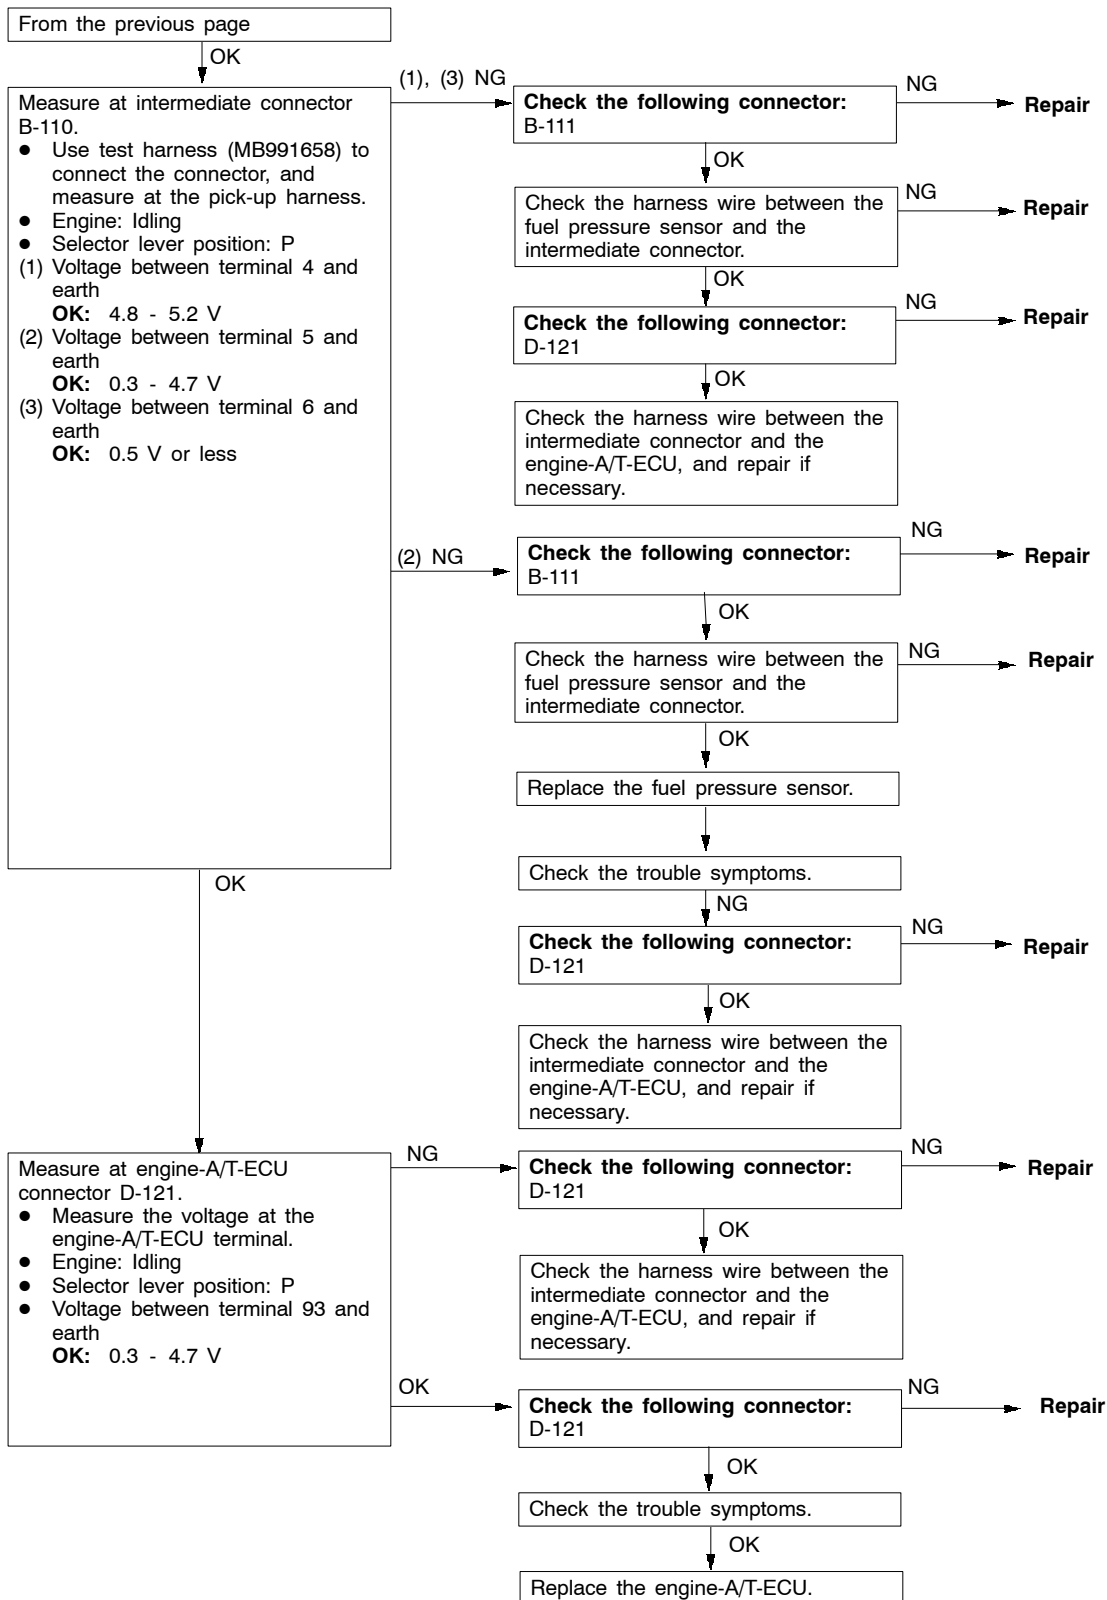 From the previous page
OK
Measure at intermediate connector
B-110.
● Use test harness (MB991658) to
connect the connector, and
measure at the pick-up harness.
● Engine: Idling
● Selector lever position: P
(1) Voltage between terminal 4 and
earth
OK: 4.8 - 5.2 V
(2) Voltage between terminal 5 and
earth
OK: 0.3 - 4.7 V
(3) Voltage between terminal 6 and
earth
OK: 0.5 V or less
(1), (3) NG
Check the following connector:
B-111
NG
Repair
OK
Check the harness wire between the
fuel pressure sensor and the
intermediate connector.
NG
Repair
OK
Check the following connector:
D-121
NG
Repair
OK
Check the harness wire between the
intermediate connector and the
engine-A/T-ECU, and repair if
necessary.
(2) NG
Check the following connector:
B-111
NG
Repair
OK
Check the harness wire between the
fuel pressure sensor and the
intermediate connector.
NG
Repair
OK
Replace the fuel pressure sensor.
Check the trouble symptoms.
NG
Check the following connector:
D-121
NG
Repair
OK
Check the harness wire between the
intermediate connector and the
engine-A/T-ECU, and repair if
necessary.
OK
Measure at engine-A/T-ECU
connector D-121.
● Measure the voltage at the
engine-A/T-ECU terminal.
● Engine: Idling
● Selector lever position: P
● Voltage between terminal 93 and
earth
OK: 0.3 - 4.7 V
NG
Check the following connector:
D-121
NG
Repair
OK
Check the harness wire between the
intermediate connector and the
engine-A/T-ECU, and repair if
necessary.
OK
Check the following connector:
D-121
NG
Repair
OK
Check the trouble symptoms.
OK
Replace the engine-A/T-ECU.